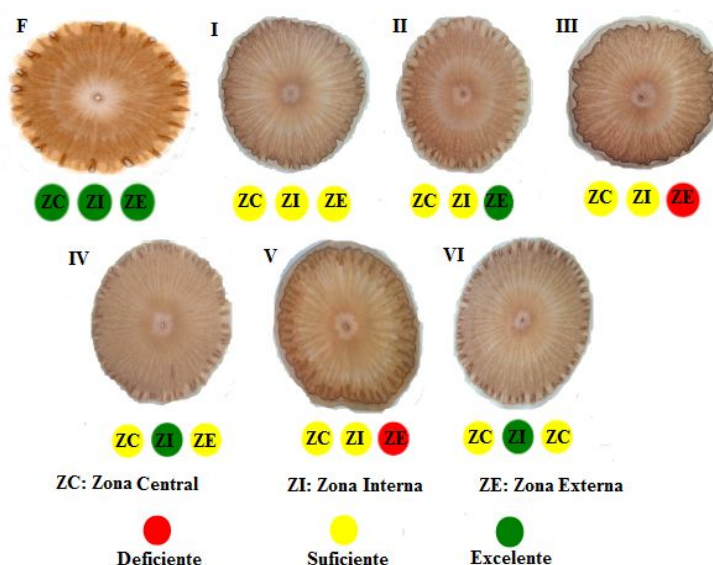 F I II III
ZC ZI ZE ZC ZI ZE ZC ZI ZE ZC ZI ZE
IV V VI
ZC ZI ZE ZC ZI ZE ZC ZI ZC
ZC: Zona Central ZI: Zona Interna ZE: Zona Externa
Deficiente Suficiente Excelente